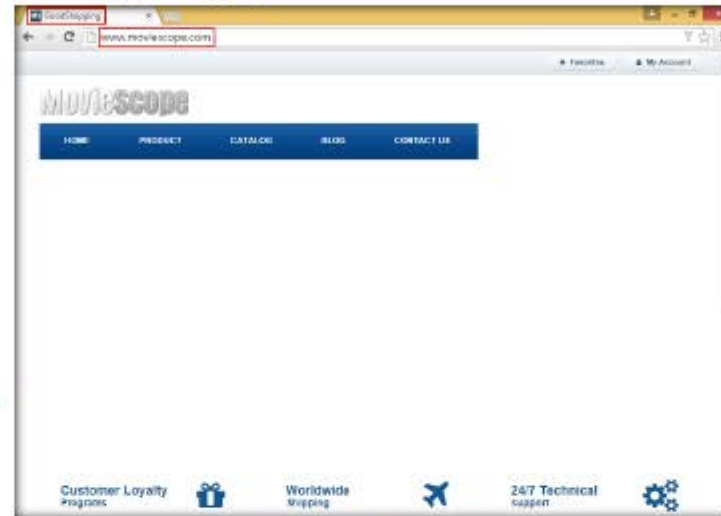 GoodShopping
www.moviescope.com
Favorites My Account
MovieScope
HOME PRODUCT CATALOG BLOG CONTACT US
Customer Loyalty Programs
Worldwide Shipping
24/7 Technical Support